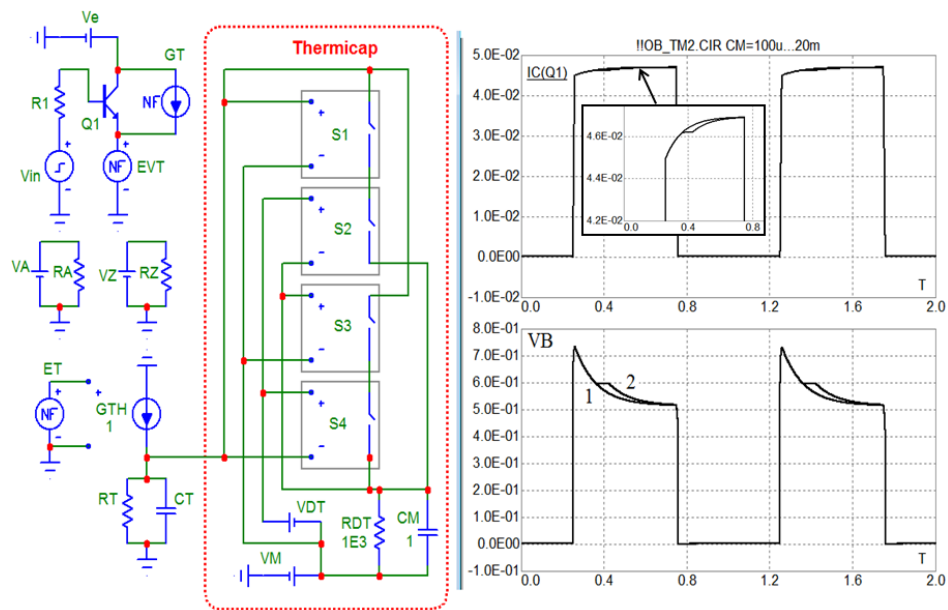 Ve
GT
R1
NF
Q1
Vin
NF
EVT
VA
RA
VZ
RZ
ET
NF
GTH
1
RT
CT
Thermicap
S1
S2
S3
S4
VDT
VM
RDT
1E3
CM
1
!!OB_TM2.CIR CM=100u...20m
5.0E-02
IC(Q1)
4.0E-02
3.0E-02
2.0E-02
1.0E-02
0.0E00
-1.0E-02
4.6E-02
4.4E-02
4.2E-02
0.0 0.4 0.8
0.0 0.4 0.8 1.2 1.6 2.0
T
8.0E-01
VB
7.0E-01
6.0E-01
5.0E-01
4.0E-01
3.0E-01
2.0E-01
1.0E-01
0.0E00
-1.0E-01
1 2
0.0 0.4 0.8 1.2 1.6 2.0
T